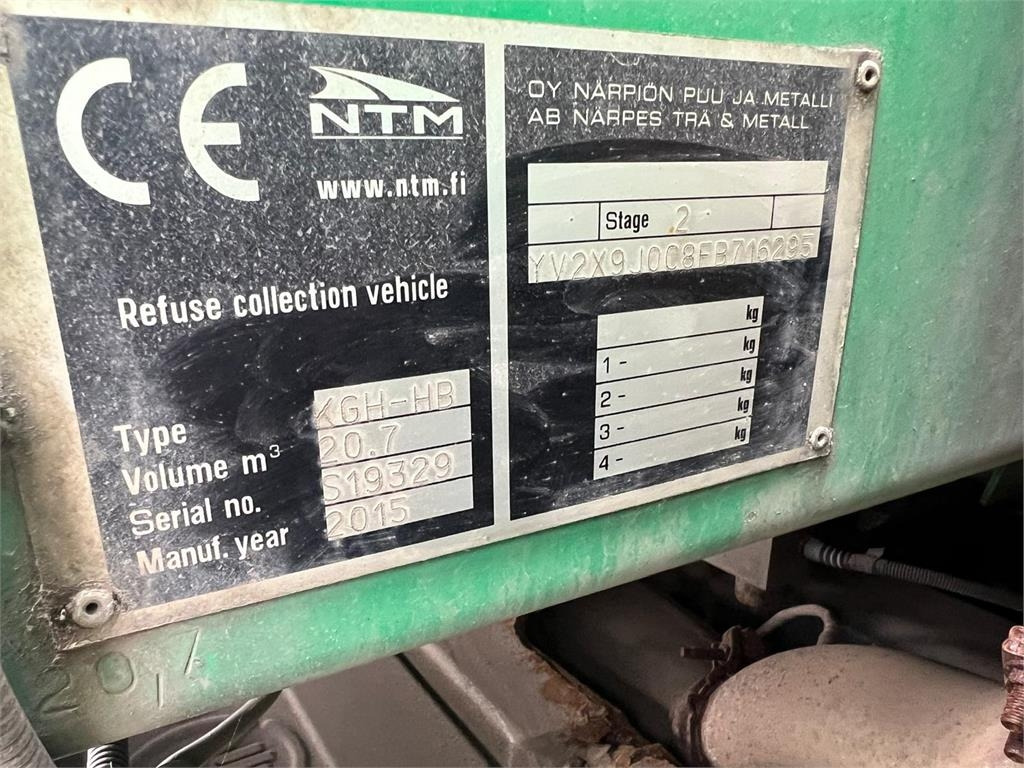 CE NTM
www.ntm.fi
Refuse collection vehicle
Type KGH-HB
Volume m³ 20.7
Serial no. S19329
Manuf. year 2015
OY NÄRPIÖN PUU JA METALLI
AB NÄRPES TRÄ & METALL
Stage 2
YV2X9J0C8FB716295
kg
1 - kg
2 - kg
3 - kg
4 - kg
20,7